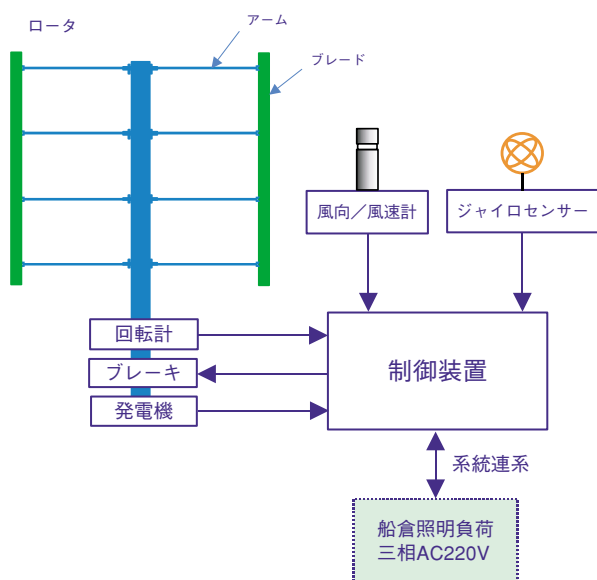 ロータ
アーム
ブレード
風向／風速計
ジャイロセンサー
回転計
ブレーキ
発電機
制御装置
系統連系
船倉照明負荷
三相AC220V